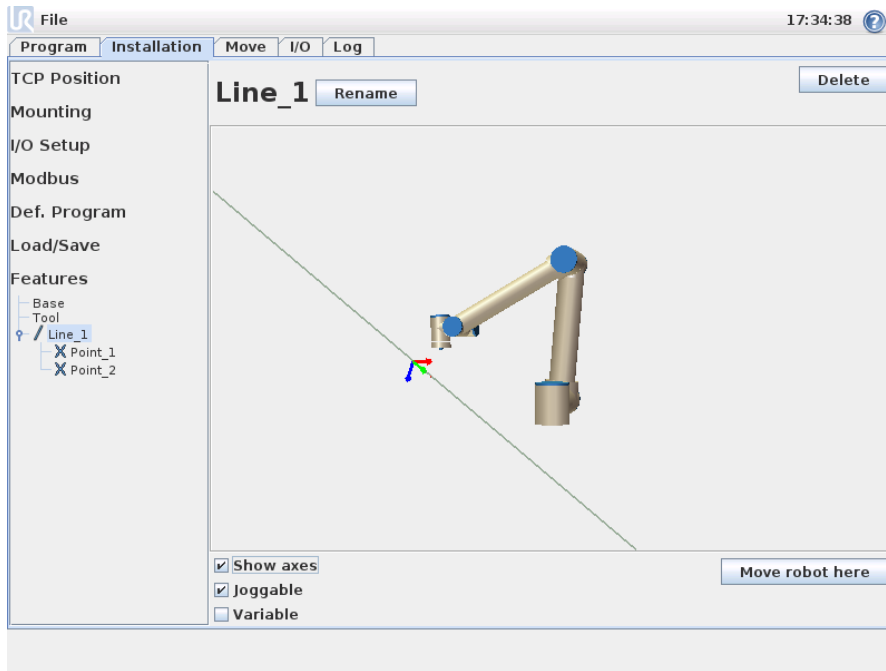 UR File 17:34:38 ?
Program Installation Move I/O Log
TCP Position
Mounting
I/O Setup
Modbus
Def. Program
Load/Save
Features
Base
Tool
Line_1
Point_1
Point_2
Line_1 Rename Delete
Show axes
Joggable
Variable
Move robot here